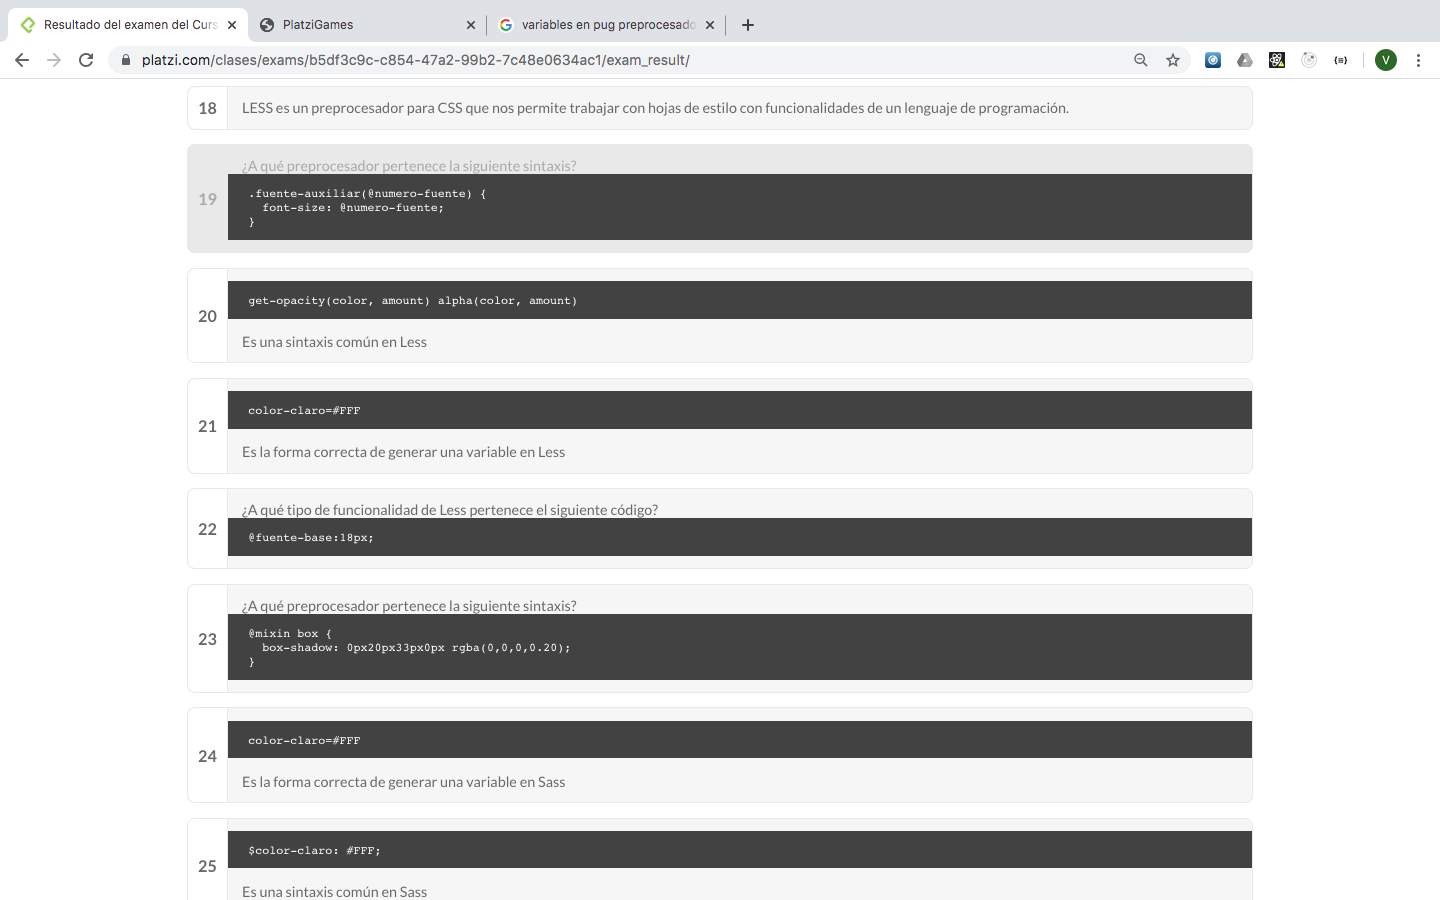 Resultado del examen del Curs
PlatziGames
variables en pug preprocesado
platzi.com/clases/exams/b5df3c9c-c854-47a2-99b2-7c48e0634ac1/exam_result/
V
18
LESS es un preprocesador para CSS que nos permite trabajar con hojas de estilo con funcionalidades de un lenguaje de programación.
19
¿A qué preprocesador pertenece la siguiente sintaxis?
.fuente-auxiliar(@numero-fuente) {
  font-size: @numero-fuente;
}
20
get-opacity(color, amount) alpha(color, amount)
Es una sintaxis común en Less
21
color-claro=#FFF
Es la forma correcta de generar una variable en Less
22
¿A qué tipo de funcionalidad de Less pertenece el siguiente código?
@fuente-base:18px;
23
¿A qué preprocesador pertenece la siguiente sintaxis?
@mixin box {
  box-shadow: 0px20px33px0px rgba(0,0,0,0.20);
}
24
color-claro=#FFF
Es la forma correcta de generar una variable en Sass
25
$color-claro: #FFF;
Es una sintaxis común en Sass